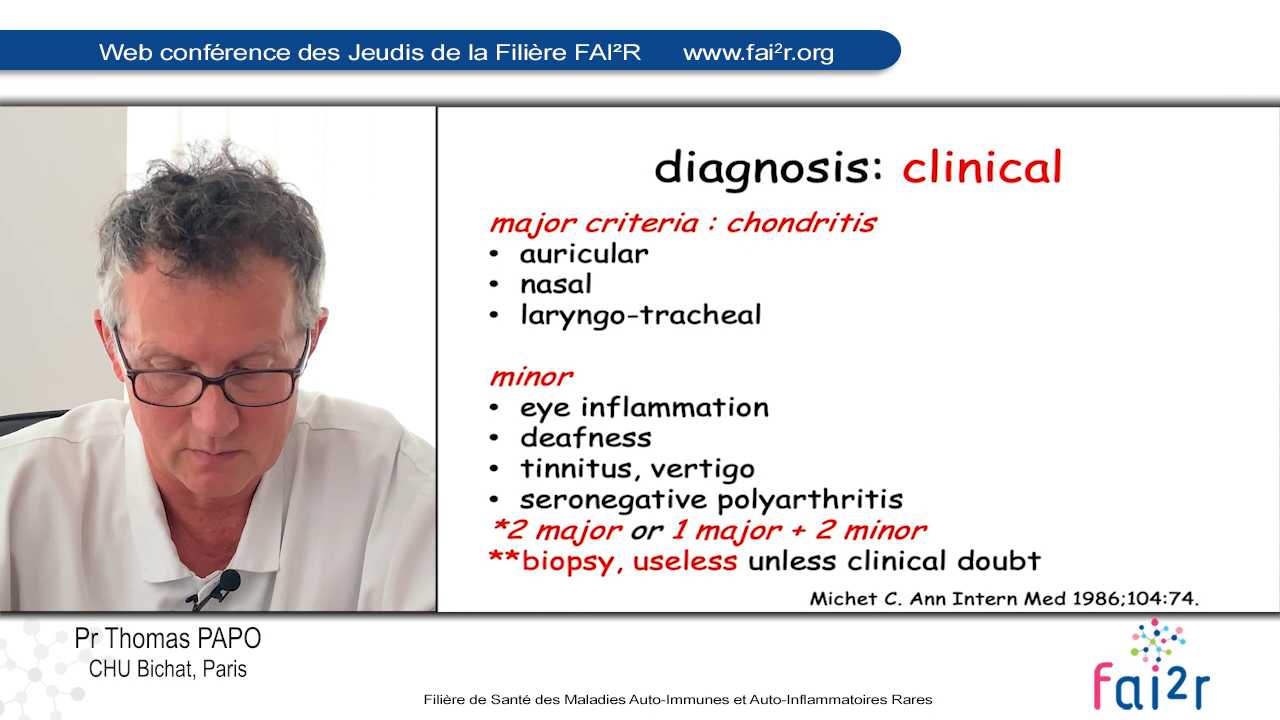 Web conférence des Jeudis de la Filière FAI²R www.fai²r.org
diagnosis: clinical
major criteria : chondritis
• auricular
• nasal
• laryngo-tracheal
minor
• eye inflammation
• deafness
• tinnitus, vertigo
• seronegative polyarthritis
*2 major or 1 major + 2 minor
**biopsy, useless unless clinical doubt
Michet C. Ann Intern Med 1986;104:74.
Pr Thomas PAPO
CHU Bichat, Paris
fai2r
Filière de Santé des Maladies Auto-Immunes et Auto-Inflammatoires Rares